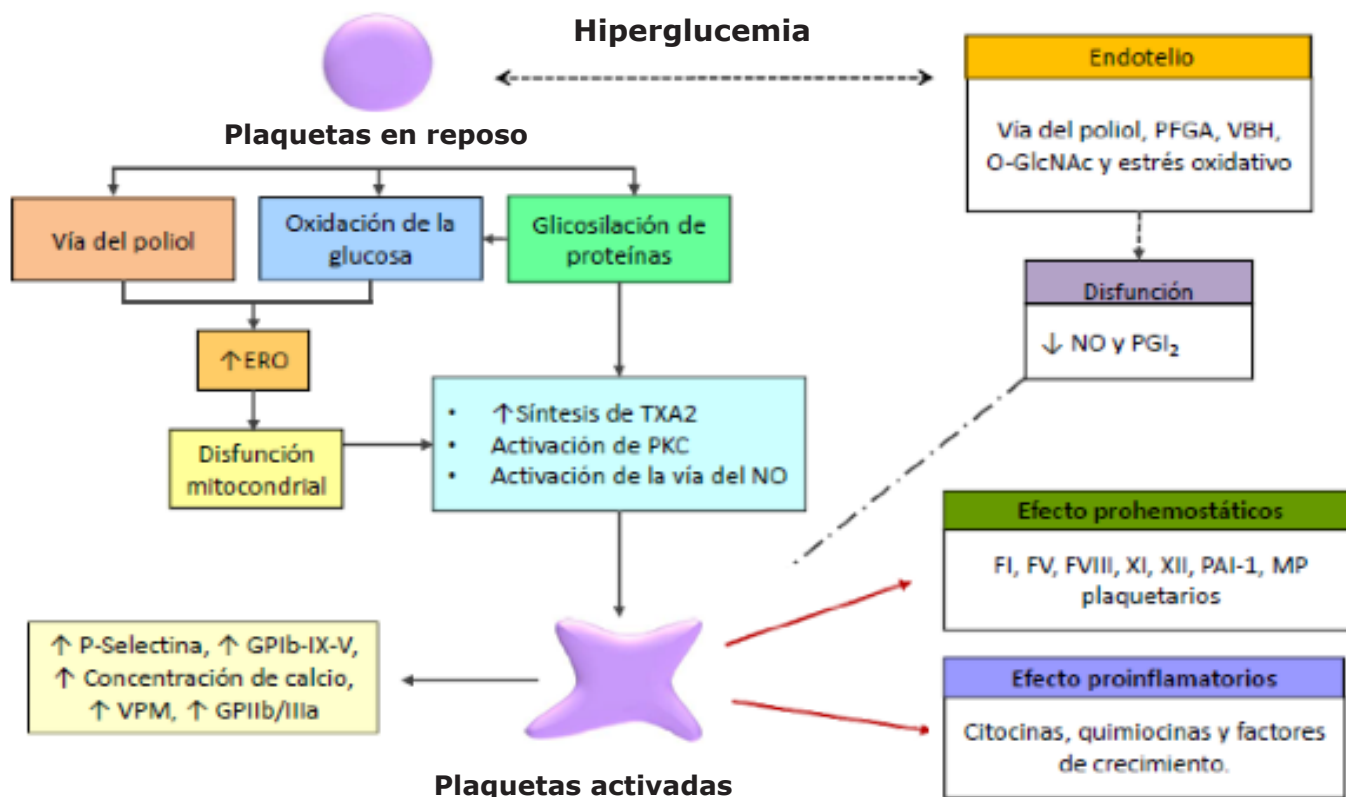 Hiperglucemia
Plaquetas en reposo
Endotelio
Vía del poliol, PFGA, VBH,
O-GlcNAc y estrés oxidativo
Vía del poliol
Oxidación de la
glucosa
Glicosilación de
proteínas
Disfunción
↓ NO y PGI₂
↑ERO
Disfunción
mitocondrial
• ↑Síntesis de TXA2
• Activación de PKC
• Activación de la vía del NO
Efecto prohemostáticos
FI, FV, FVIII, XI, XII, PAI-1, MP
plaquetarios
↑ P-Selectina, ↑ GPIb-IX-V,
↑ Concentración de calcio,
↑ VPM, ↑ GPIIb/IIIa
Efecto proinflamatorios
Citocinas, quimiocinas y factores
de crecimiento.
Plaquetas activadas